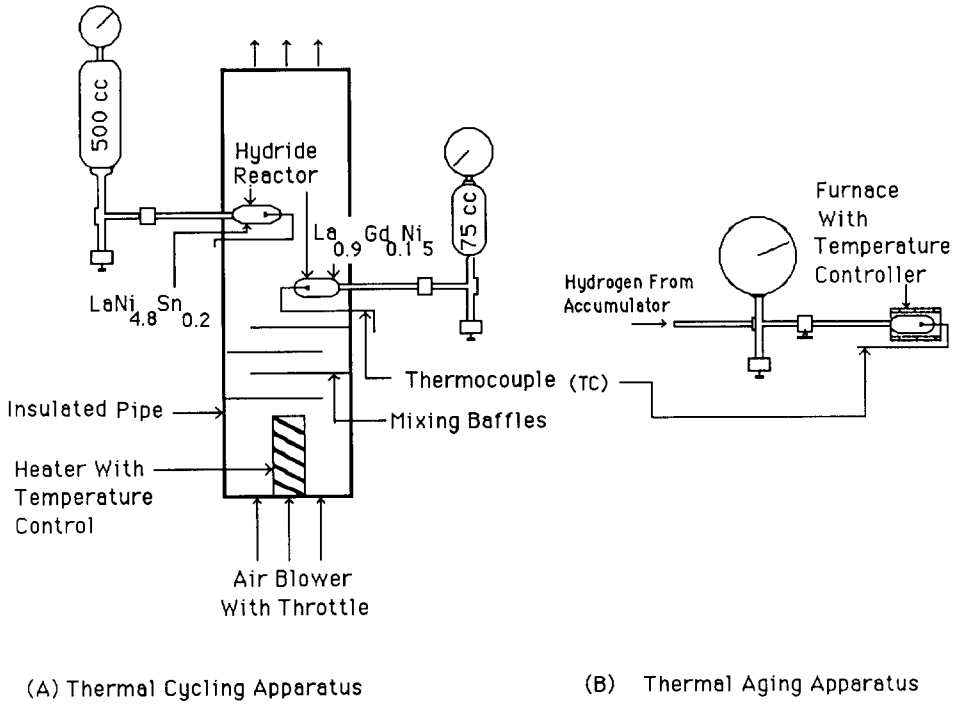 500 cc
Hydride
Reactor
La0.9Gd0.1Ni5
75 cc
LaNi4.8Sn0.2
Furnace
With
Temperature
Controller
Hydrogen From
Accumulator
Thermocouple (TC)
Insulated Pipe
Mixing Baffles
Heater With
Temperature
Control
Air Blower
With Throttle
(A) Thermal Cycling Apparatus
(B) Thermal Aging Apparatus